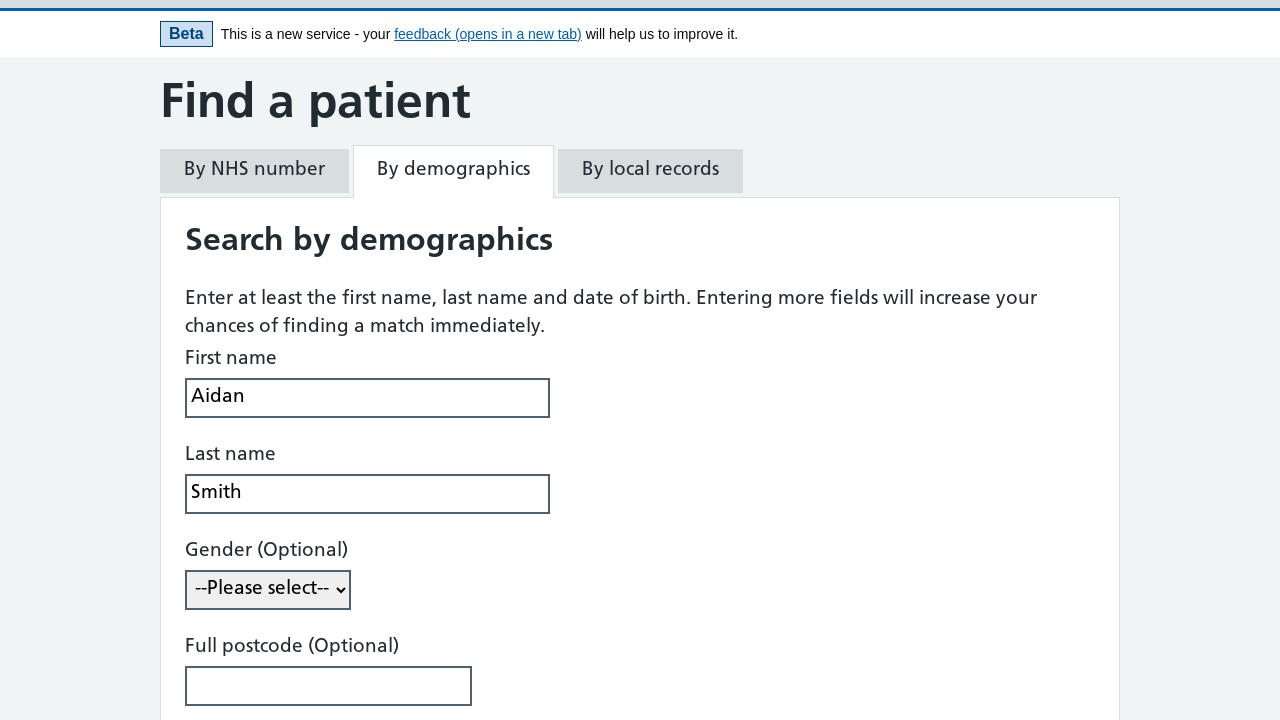 Beta This is a new service - your feedback (opens in a new tab) will help us to improve it.
Find a patient
By NHS number By demographics By local records
Search by demographics
Enter at least the first name, last name and date of birth. Entering more fields will increase your
chances of finding a match immediately.
First name
Aidan
Last name
Smith
Gender (Optional)
--Please select--
Full postcode (Optional)